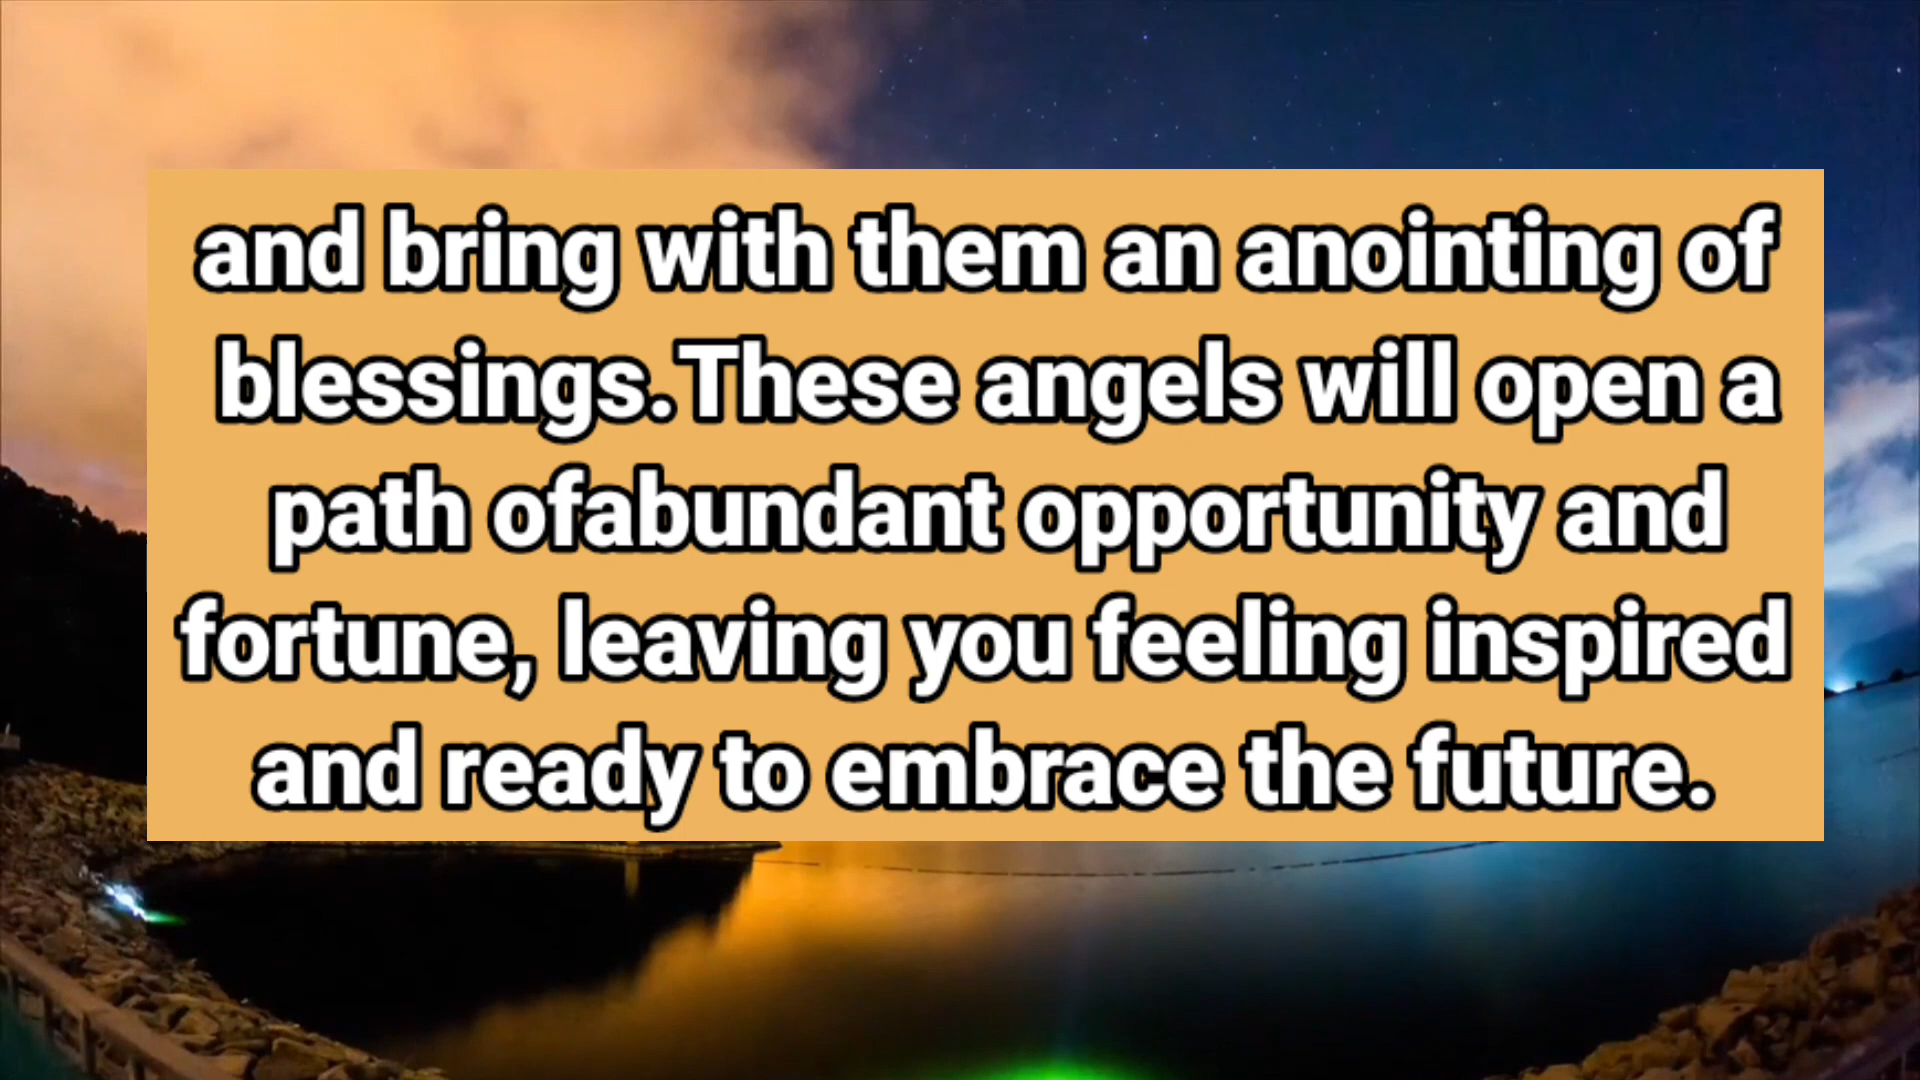 and bring with them an anointing of
blessings.These angels will open a
path ofabundant opportunity and
fortune, leaving you feeling inspired
and ready to embrace the future.